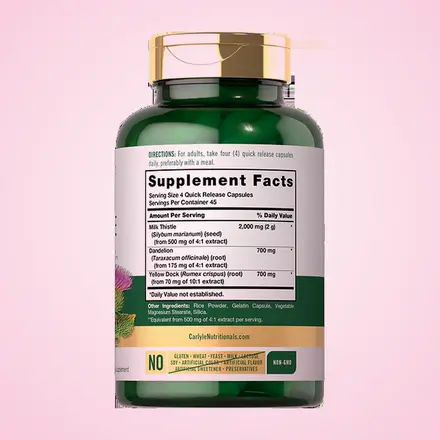 DIRECTIONS: For adults, take four (4) quick release capsules
daily, preferably with a meal.
Supplement Facts
Serving Size 4 Quick Release Capsules
Servings Per Container 45
Amount Per Serving % Daily Value
Milk Thistle 2,000 mg (2 g) *
(Silybum marianum) (seed)
(from 500 mg of 4:1 extract)
Dandelion 700 mg *
(Taraxacum officinale) (root)
(from 175 mg of 4:1 extract)
Yellow Dock (Rumex crispus) (root) 700 mg *
(from 70 mg of 10:1 extract)
*Daily Value not established.
Other Ingredients: Rice Powder, Gelatin Capsule, Vegetable
Magnesium Stearate, Silica.
**Equivalent from 500 mg of 4:1 extract per serving.
CarlyleNutritionals.com
NO
GLUTEN • WHEAT • YEAST • MILK • LACTOSE
SOY • ARTIFICIAL COLOR • ARTIFICIAL FLAVOR
ARTIFICIAL SWEETENER • PRESERVATIVES
NON-GMO